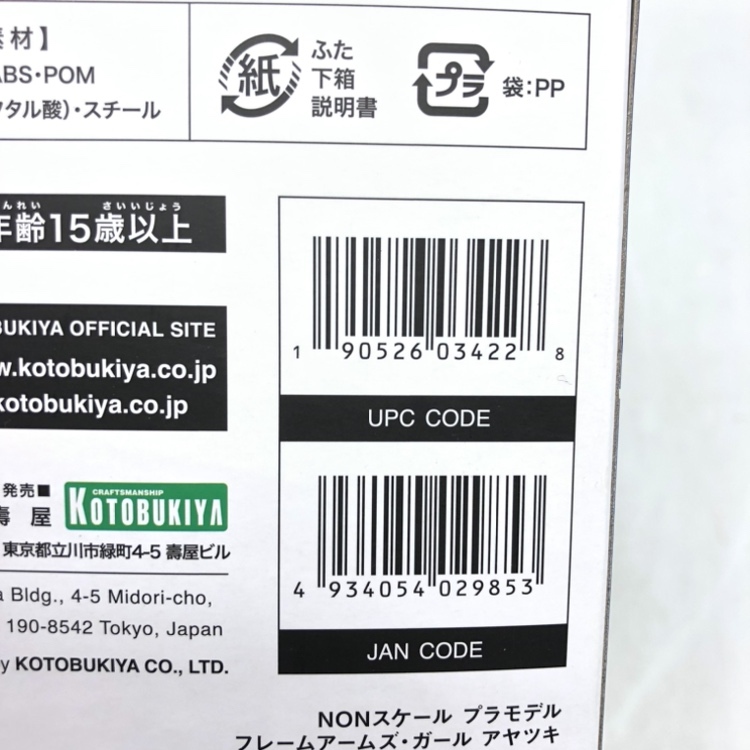 素材】
ABS・POM
タル酸)・スチール
紙
ふた
下箱
説明書
プラ
袋:PP
んれい さいいじょう
年齢15歳以上
BUKIYA OFFICIAL SITE
w.kotobukiya.co.jp
kotobukiya.co.jp
発売■
壽屋
CRAFTSMANSHIP
KOTOBUKIYA
東京都立川市緑町4-5 壽屋ビル
a Bldg., 4-5 Midori-cho,
190-8542 Tokyo, Japan
by KOTOBUKIYA CO., LTD.
1 90526 03422 8
UPC CODE
4 934054 029853
JAN CODE
NONスケール プラモデル
フレームアームズ・ガール アヤツキ